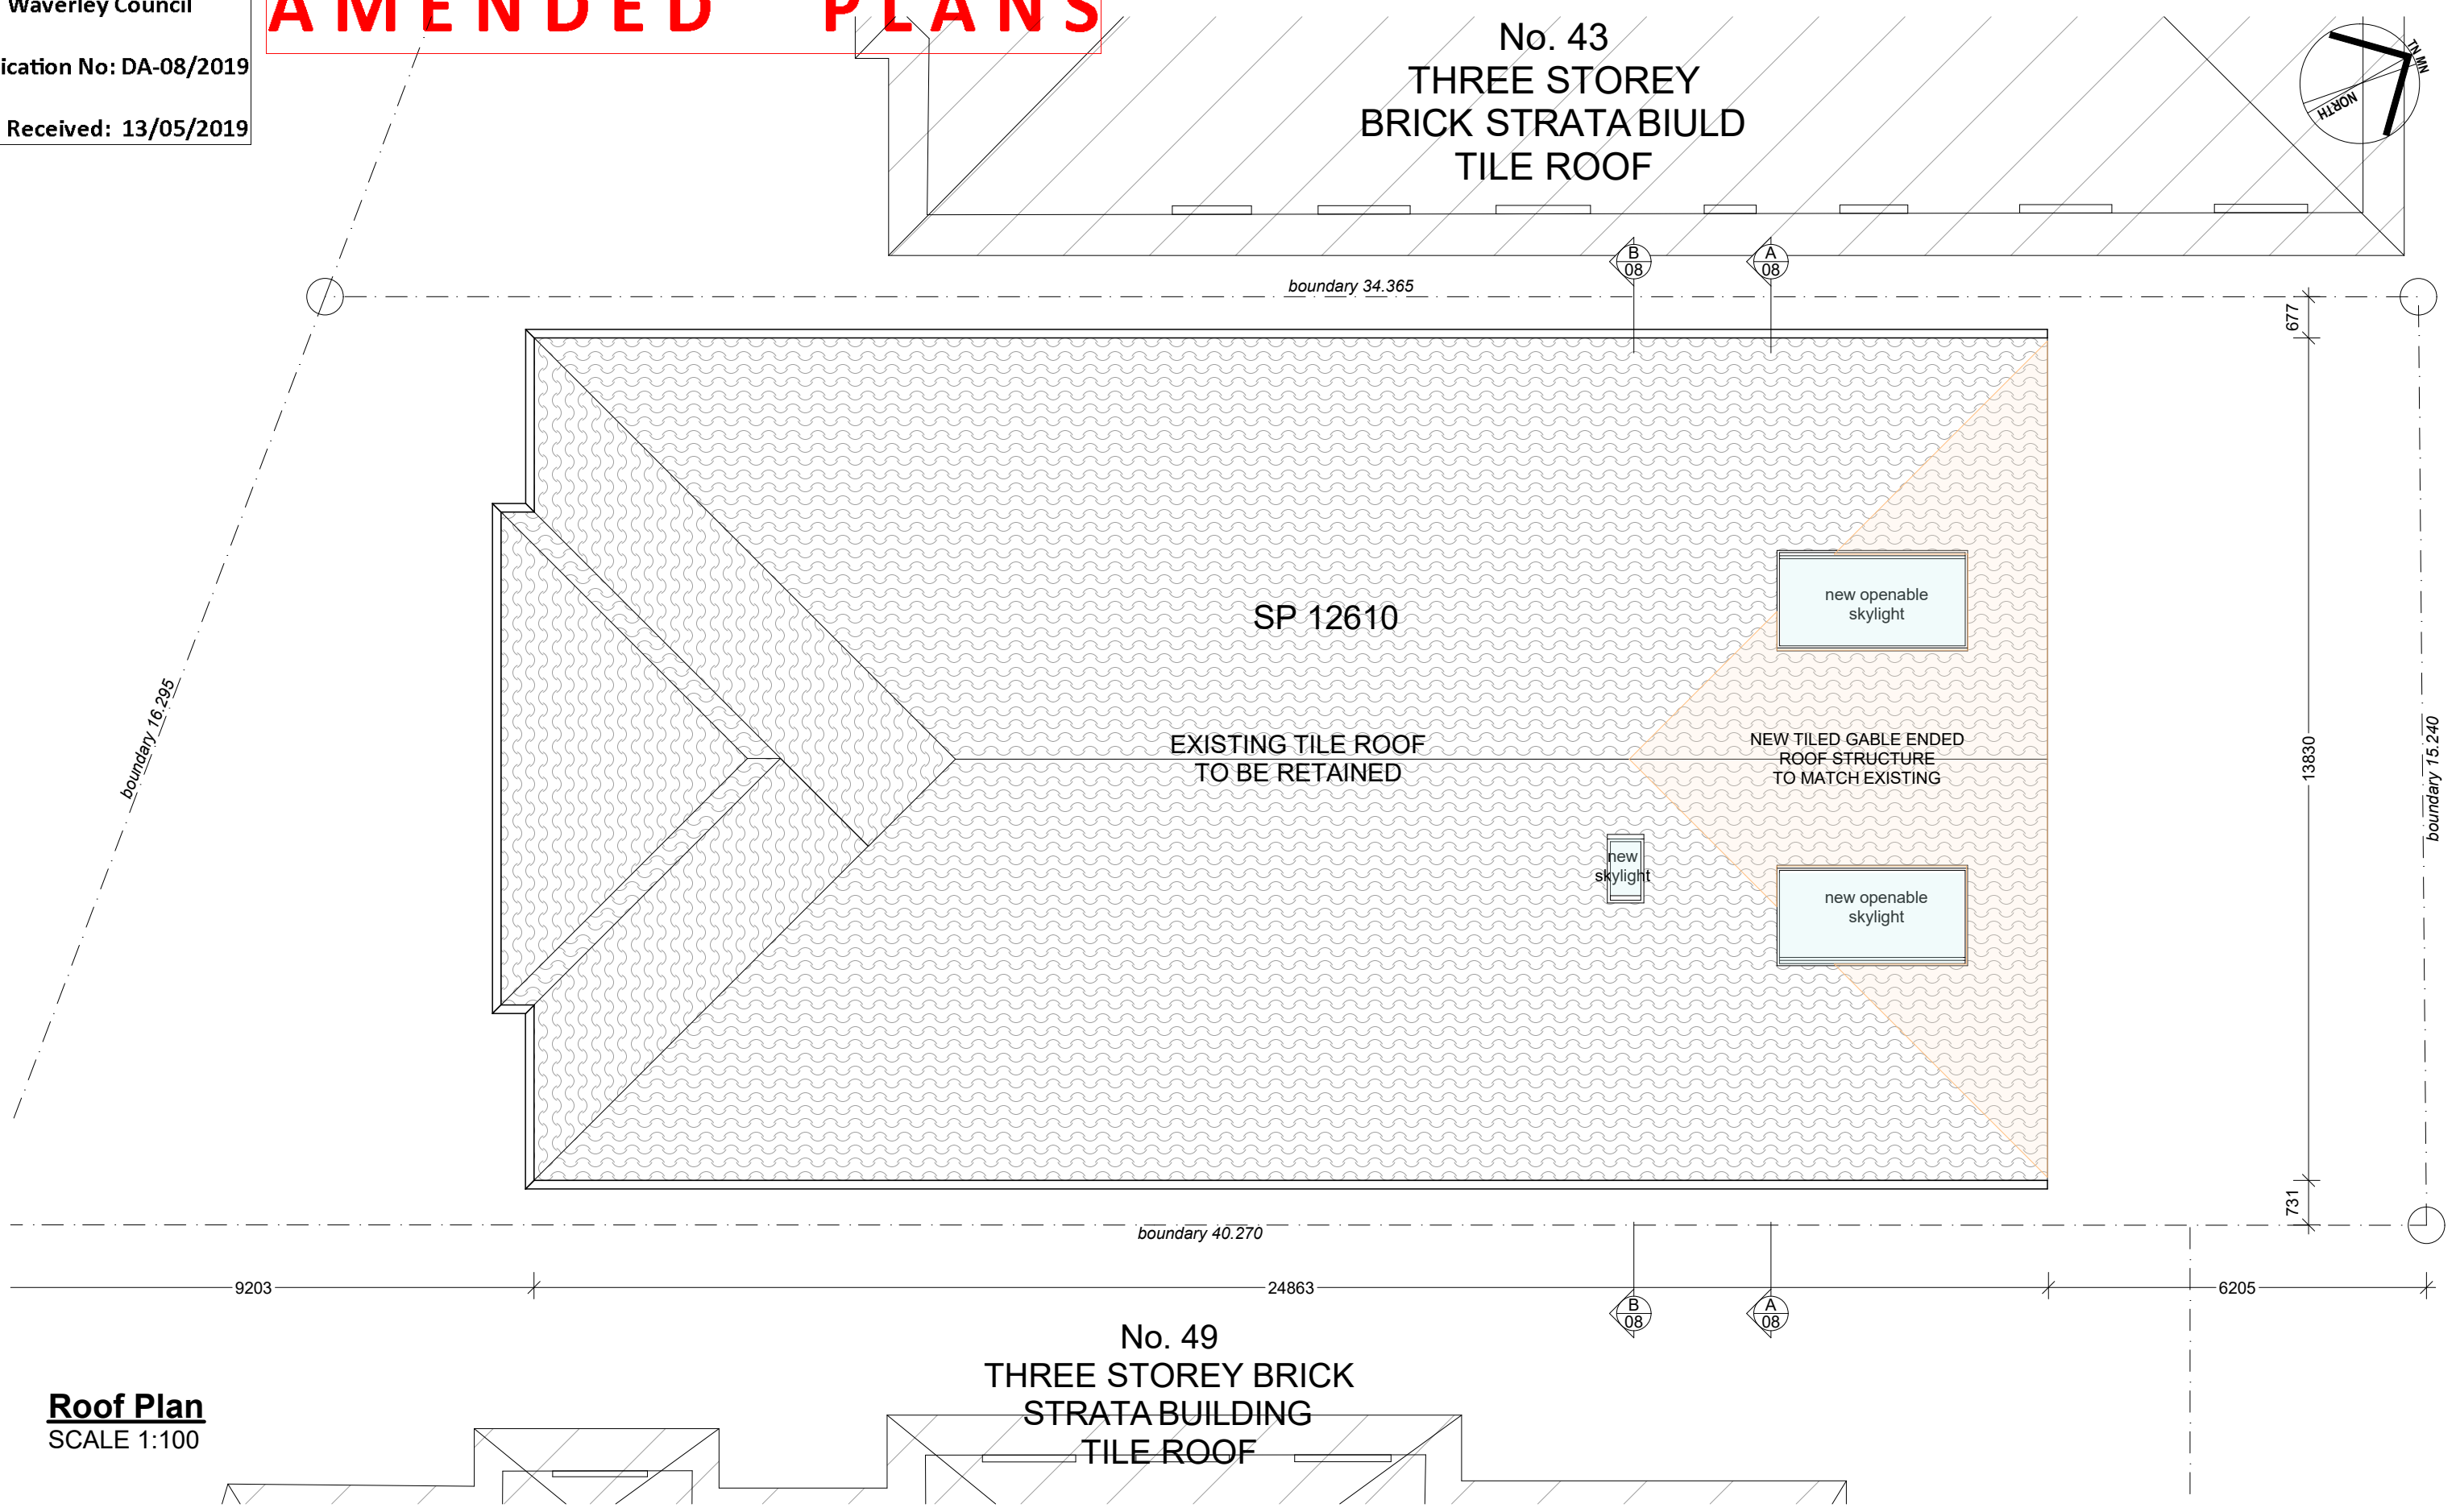 Waverley Council
AMENDED PLANS
ication No: DA-08/2019
Received: 13/05/2019
No. 43
THREE STOREY
BRICK STRATA BIULD
TILE ROOF
TN MN
NORTH
B
08
A
08
boundary 34.365
677
SP 12610
new openable
skylight
boundary 16.295
EXISTING TILE ROOF
TO BE RETAINED
NEW TILED GABLE ENDED
ROOF STRUCTURE
TO MATCH EXISTING
13830
boundary 15.240
new
skylight
new openable
skylight
731
boundary 40.270
9203
24863
6205
B
08
A
08
No. 49
THREE STOREY BRICK
STRATA BUILDING
TILE ROOF
Roof Plan
SCALE 1:100